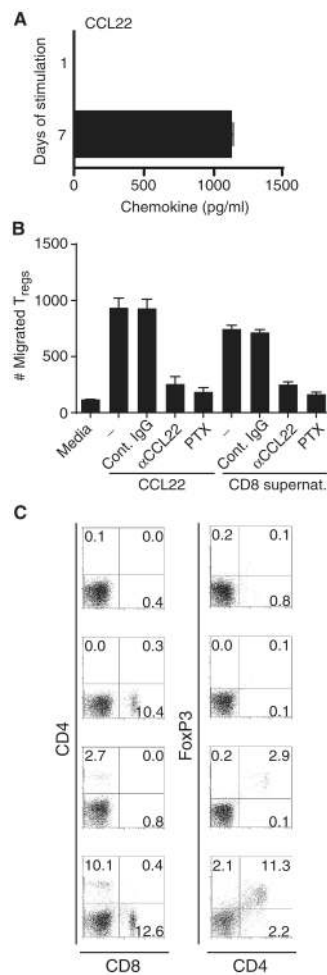 A
CCL22
Days of stimulation
1
7
0 500 1000 1500
Chemokine (pg/ml)
B
# Migrated Tregs
1500
1000
500
0
Media – Cont. IgG αCCL22 PTX – Cont. IgG αCCL22 PTX
CCL22 CD8 supernat.
C
0.1 0.0 0.2 0.1
0.4 0.8
0.0 0.3 0.0 0.1
10.4 0.1
CD4
FoxP3
2.7 0.0 0.2 2.9
0.8 0.1
10.1 0.4 2.1 11.3
12.6 2.2
CD8 CD4